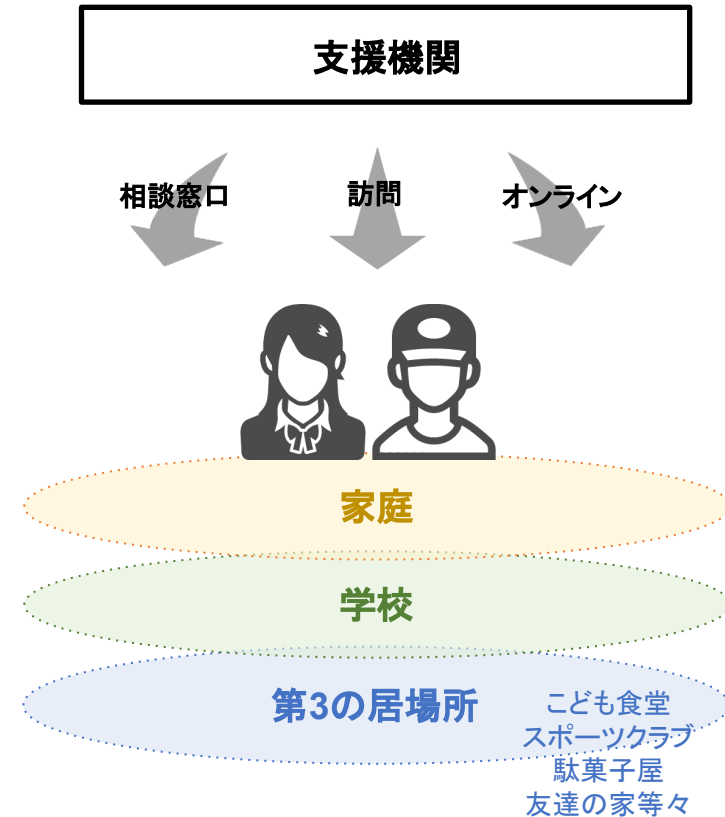 支援機関
相談窓口
訪問
オンライン
家庭
学校
第3の居場所
こども食堂
スポーツクラブ
駄菓子屋
友達の家等々